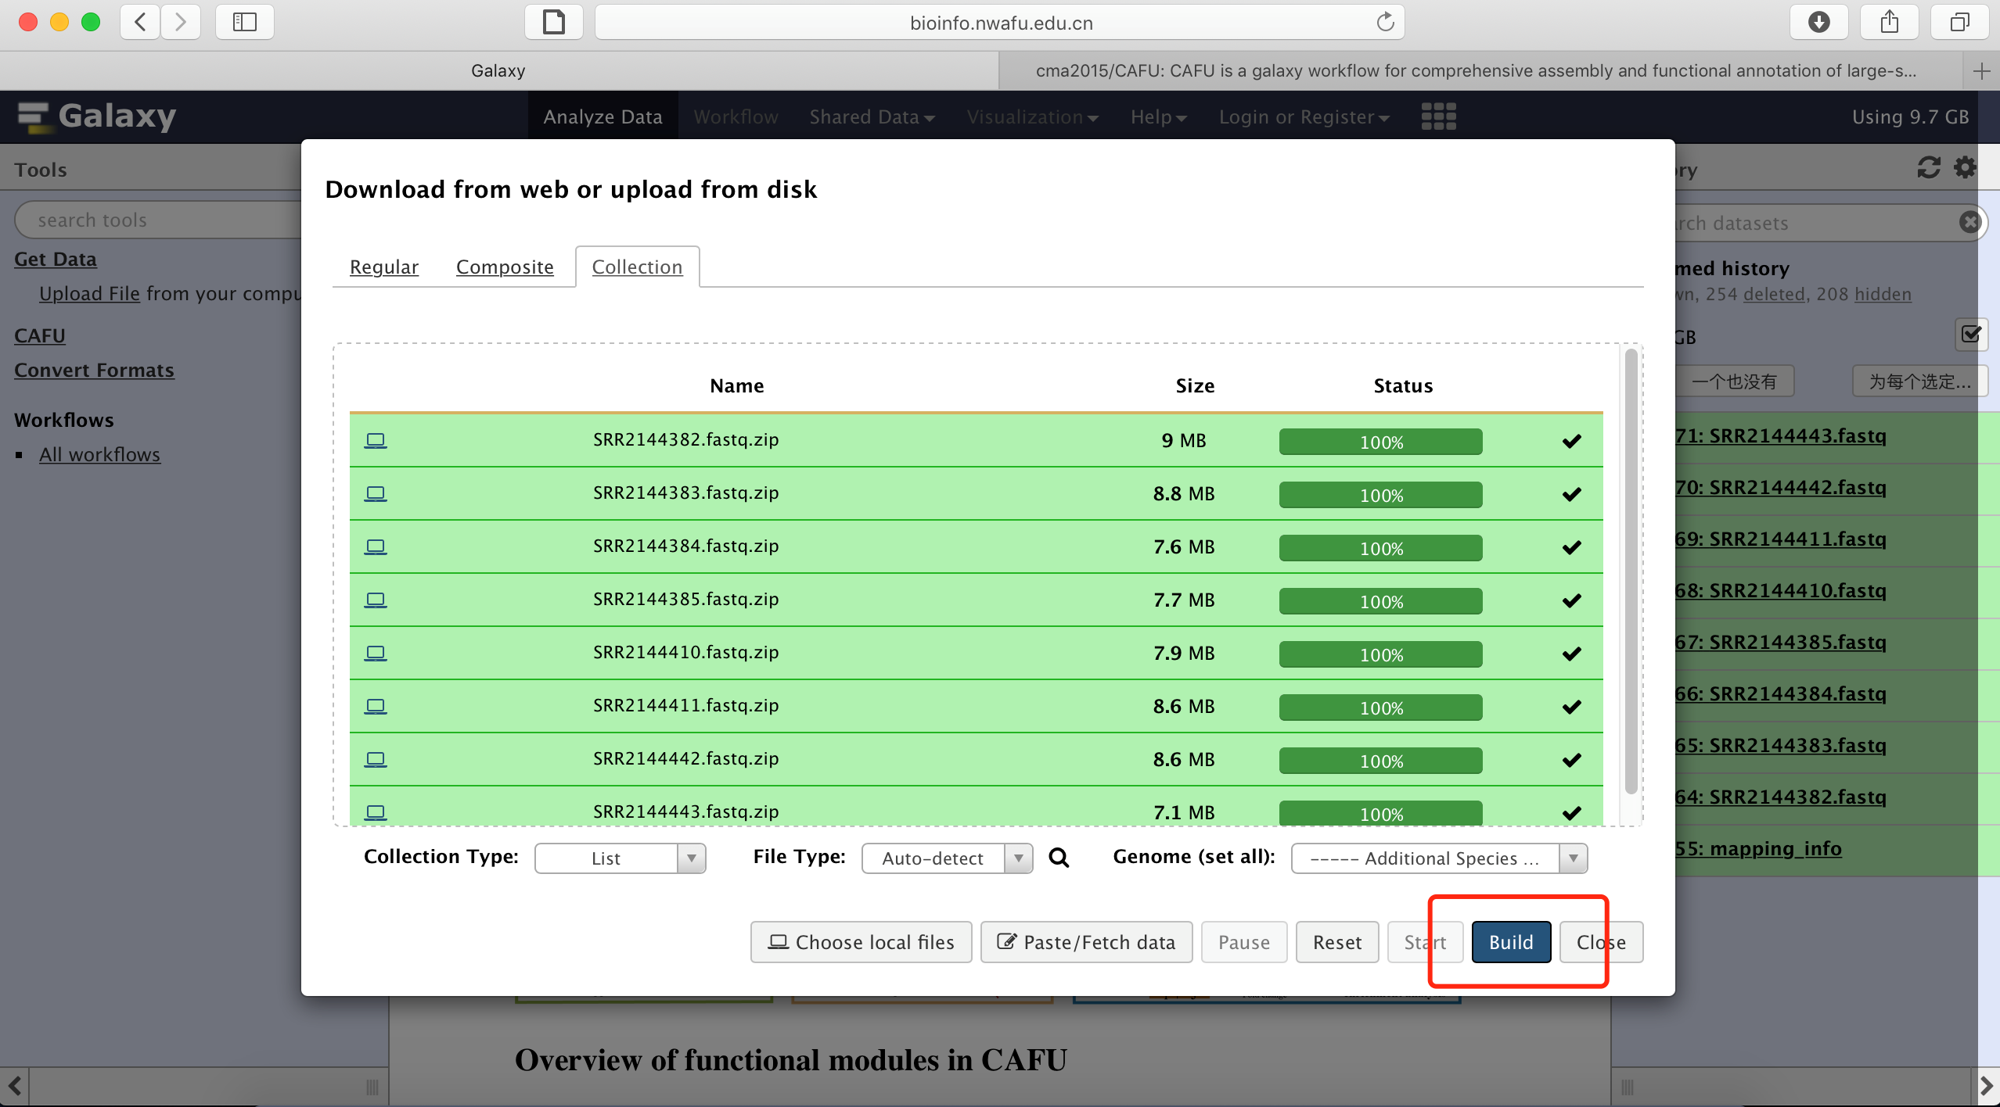 bioinfo.nwafu.edu.cn
Galaxy
cma2015/CAFU: CAFU is a galaxy workflow for comprehensive assembly and functional annotation of large-s...
Galaxy
Analyze Data Workflow Shared Data Visualization Help Login or Register
Using 9.7 GB
Tools
search tools
Get Data
Upload File from your compu
CAFU
Convert Formats
Workflows
All workflows
Download from web or upload from disk
Regular Composite Collection
Name Size Status
SRR2144382.fastq.zip 9 MB 100%
SRR2144383.fastq.zip 8.8 MB 100%
SRR2144384.fastq.zip 7.6 MB 100%
SRR2144385.fastq.zip 7.7 MB 100%
SRR2144410.fastq.zip 7.9 MB 100%
SRR2144411.fastq.zip 8.6 MB 100%
SRR2144442.fastq.zip 8.6 MB 100%
SRR2144443.fastq.zip 7.1 MB 100%
Collection Type: List File Type: Auto-detect Genome (set all): ----- Additional Species ...
Choose local files Paste/Fetch data Pause Reset Start Build Close
ry
rch datasets
med history
wn, 254 deleted, 208 hidden
GB
一个也没有 为每个选定...
71: SRR2144443.fastq
70: SRR2144442.fastq
69: SRR2144411.fastq
68: SRR2144410.fastq
67: SRR2144385.fastq
66: SRR2144384.fastq
65: SRR2144383.fastq
64: SRR2144382.fastq
55: mapping_info
Overview of functional modules in CAFU